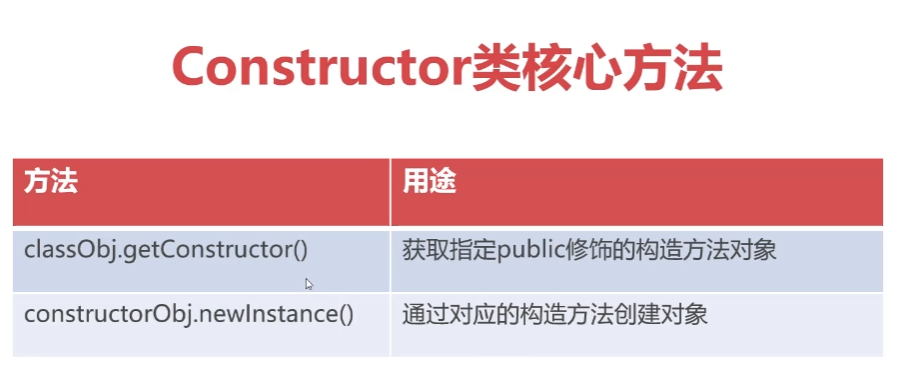 Constructor类核心方法
方法 用途
classObj.getConstructor() 获取指定public修饰的构造方法对象
constructorObj.newInstance() 通过对应的构造方法创建对象